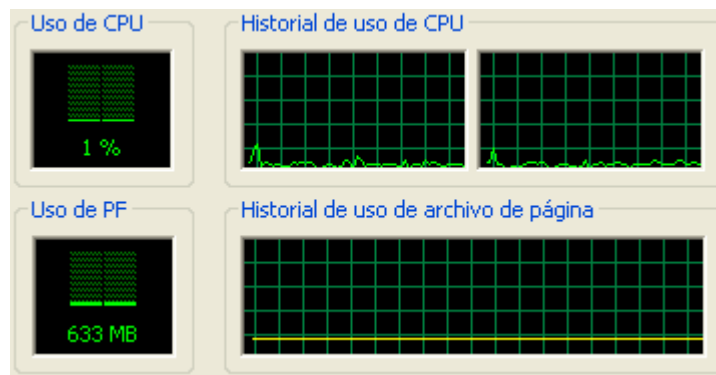 Uso de CPU
Historial de uso de CPU
1 %
Uso de PF
Historial de uso de archivo de página
633 MB